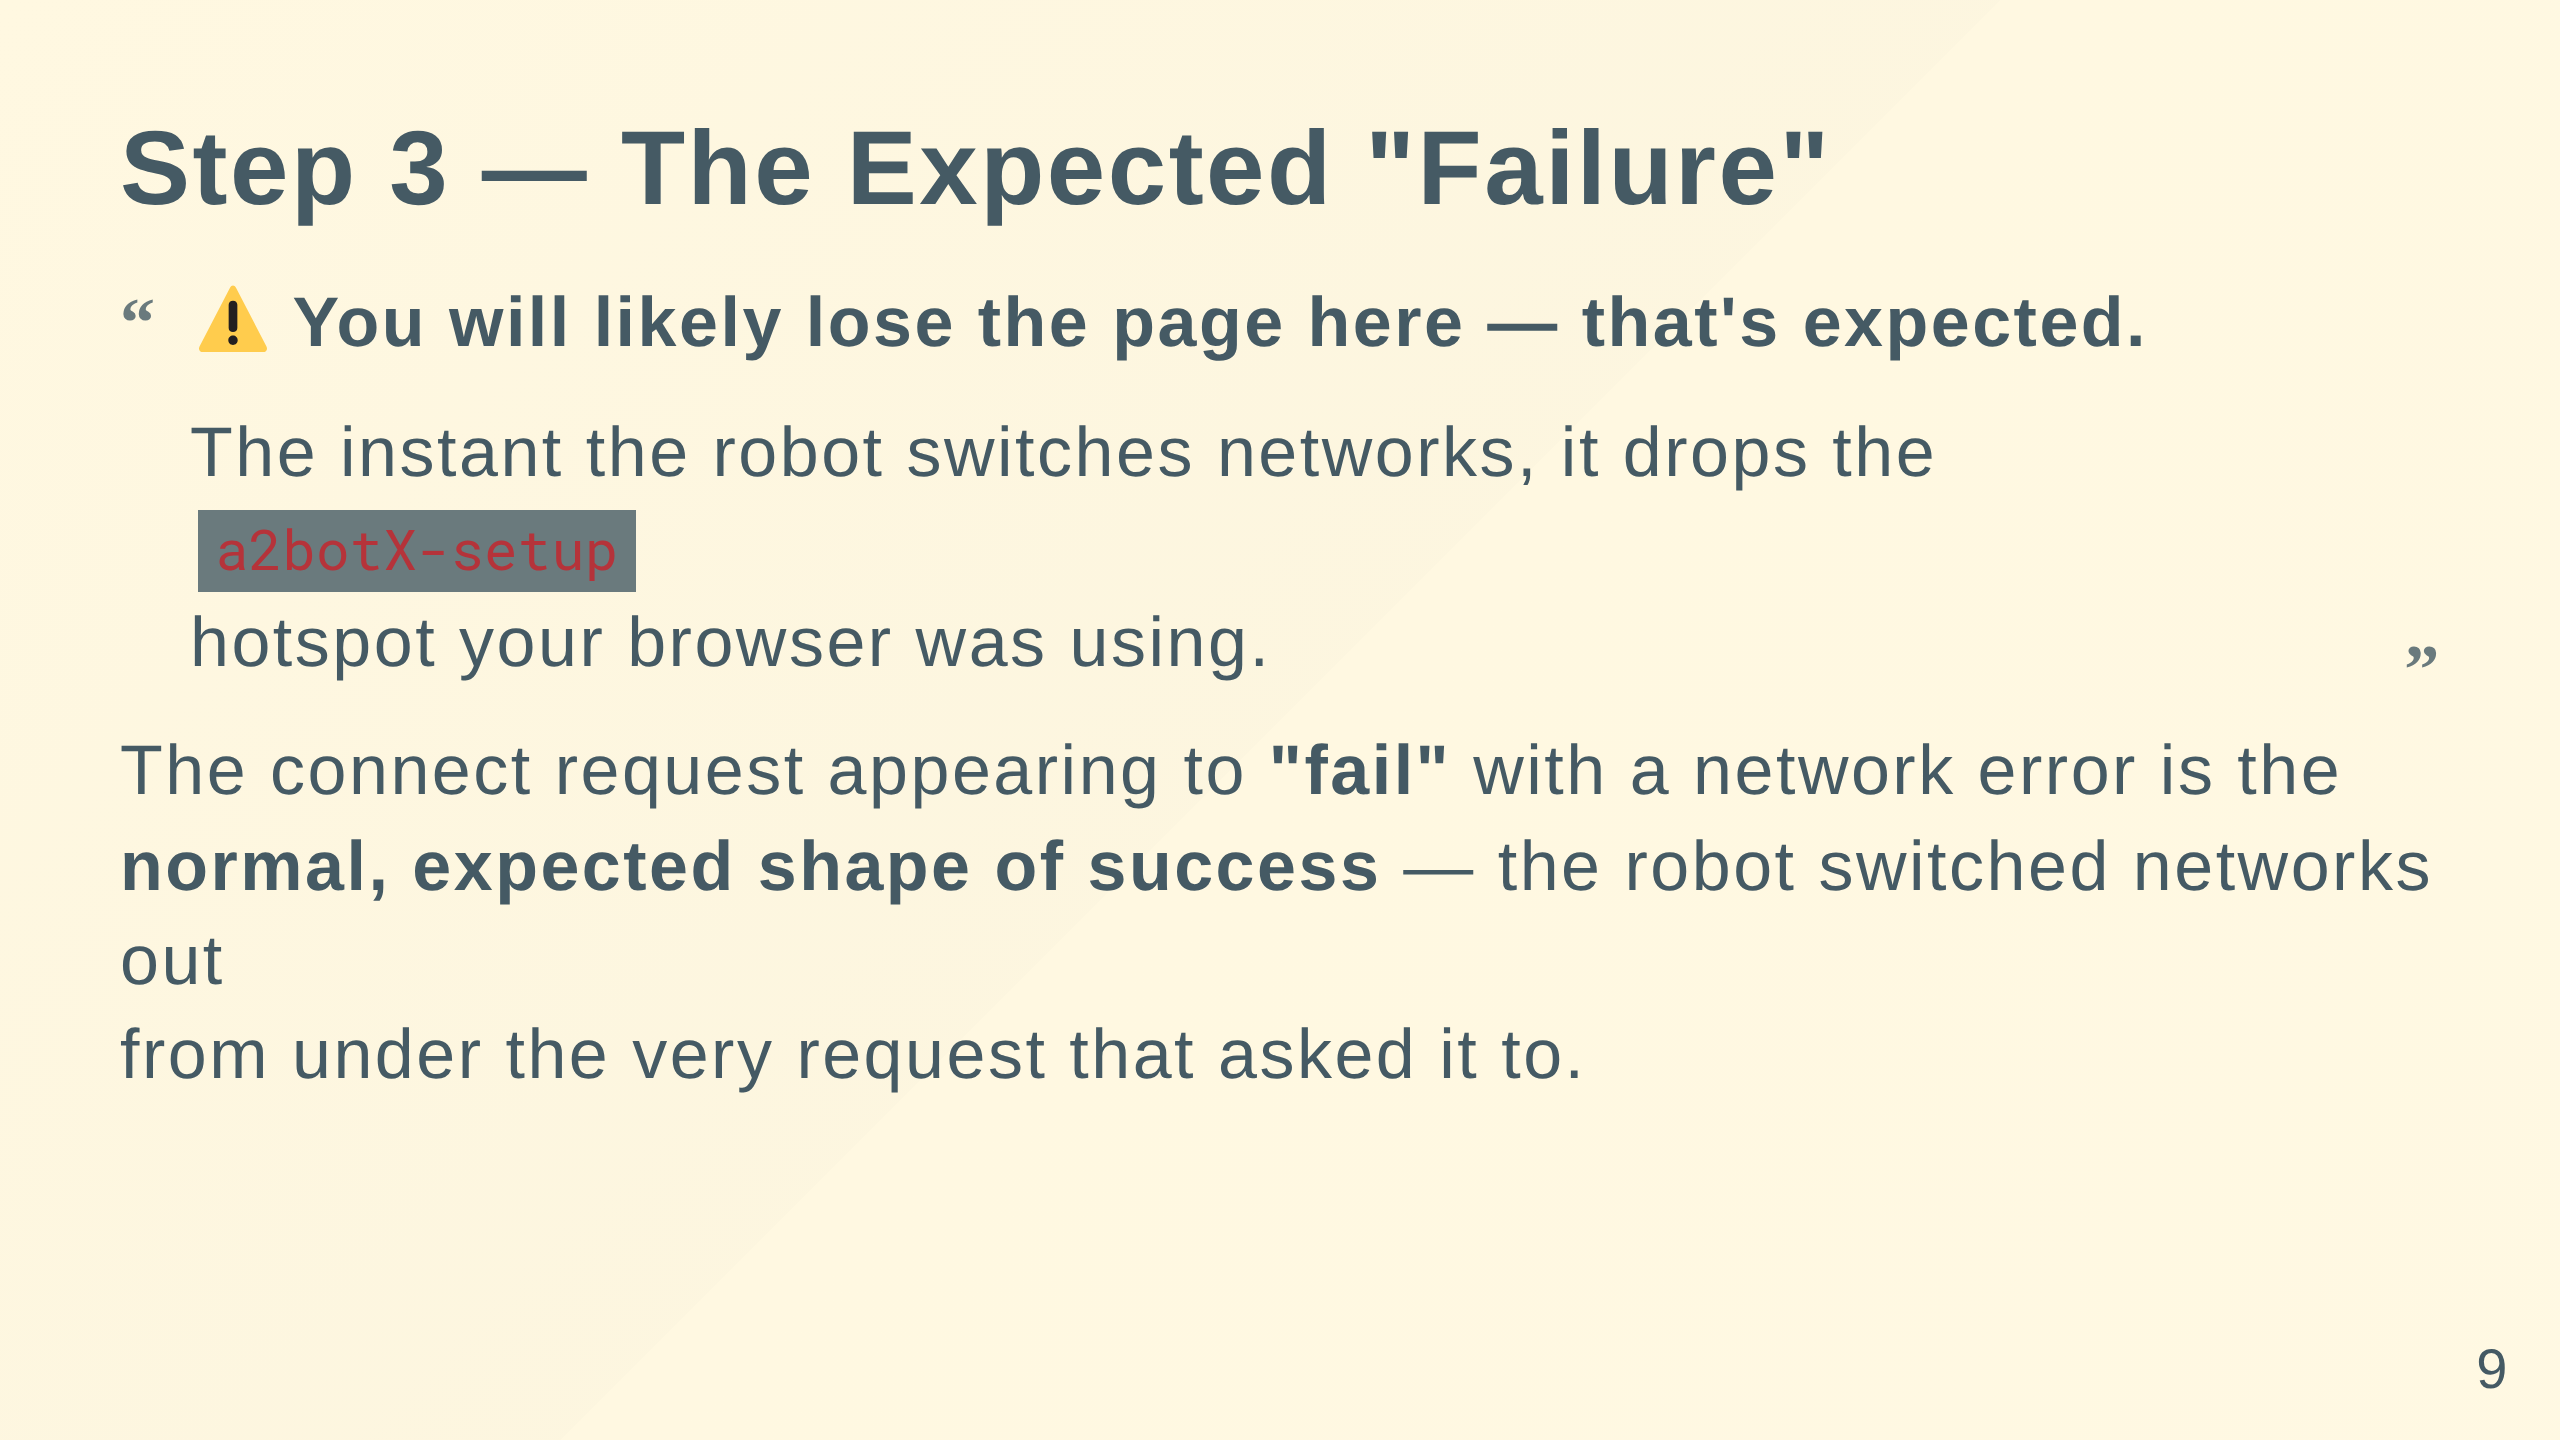 Step 3 — The Expected "Failure"
“ ⚠️ You will likely lose the page here — that's expected.
The instant the robot switches networks, it drops the
a2botX-setup
hotspot your browser was using. ”
The connect request appearing to "fail" with a network error is the
normal, expected shape of success — the robot switched networks
out
from under the very request that asked it to.
9